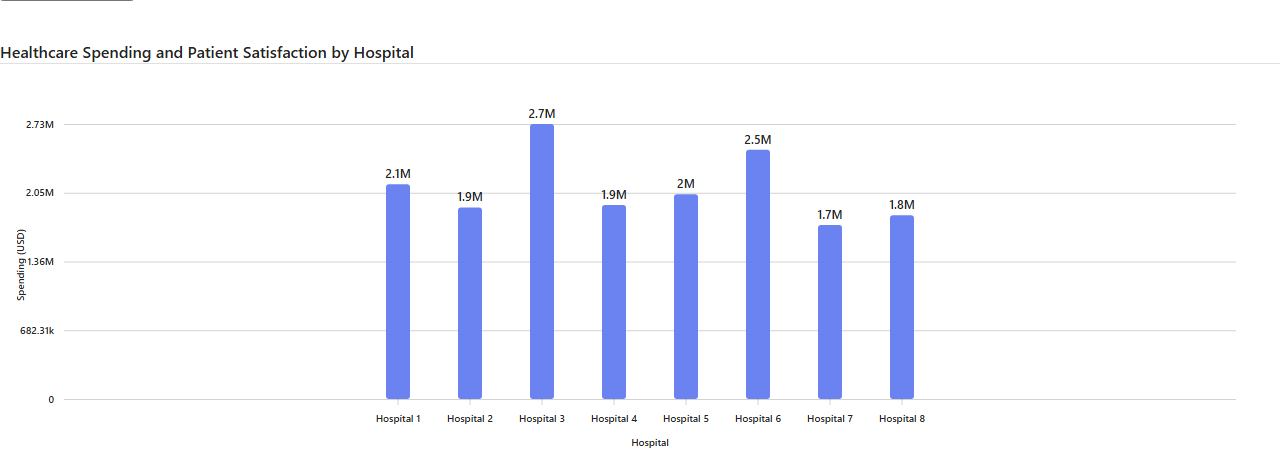 Healthcare Spending and Patient Satisfaction by Hospital
2.73M
2.05M
1.36M
682.31k
0
Spending (USD)
2.1M
1.9M
2.7M
1.9M
2M
2.5M
1.7M
1.8M
Hospital 1
Hospital 2
Hospital 3
Hospital 4
Hospital 5
Hospital 6
Hospital 7
Hospital 8
Hospital